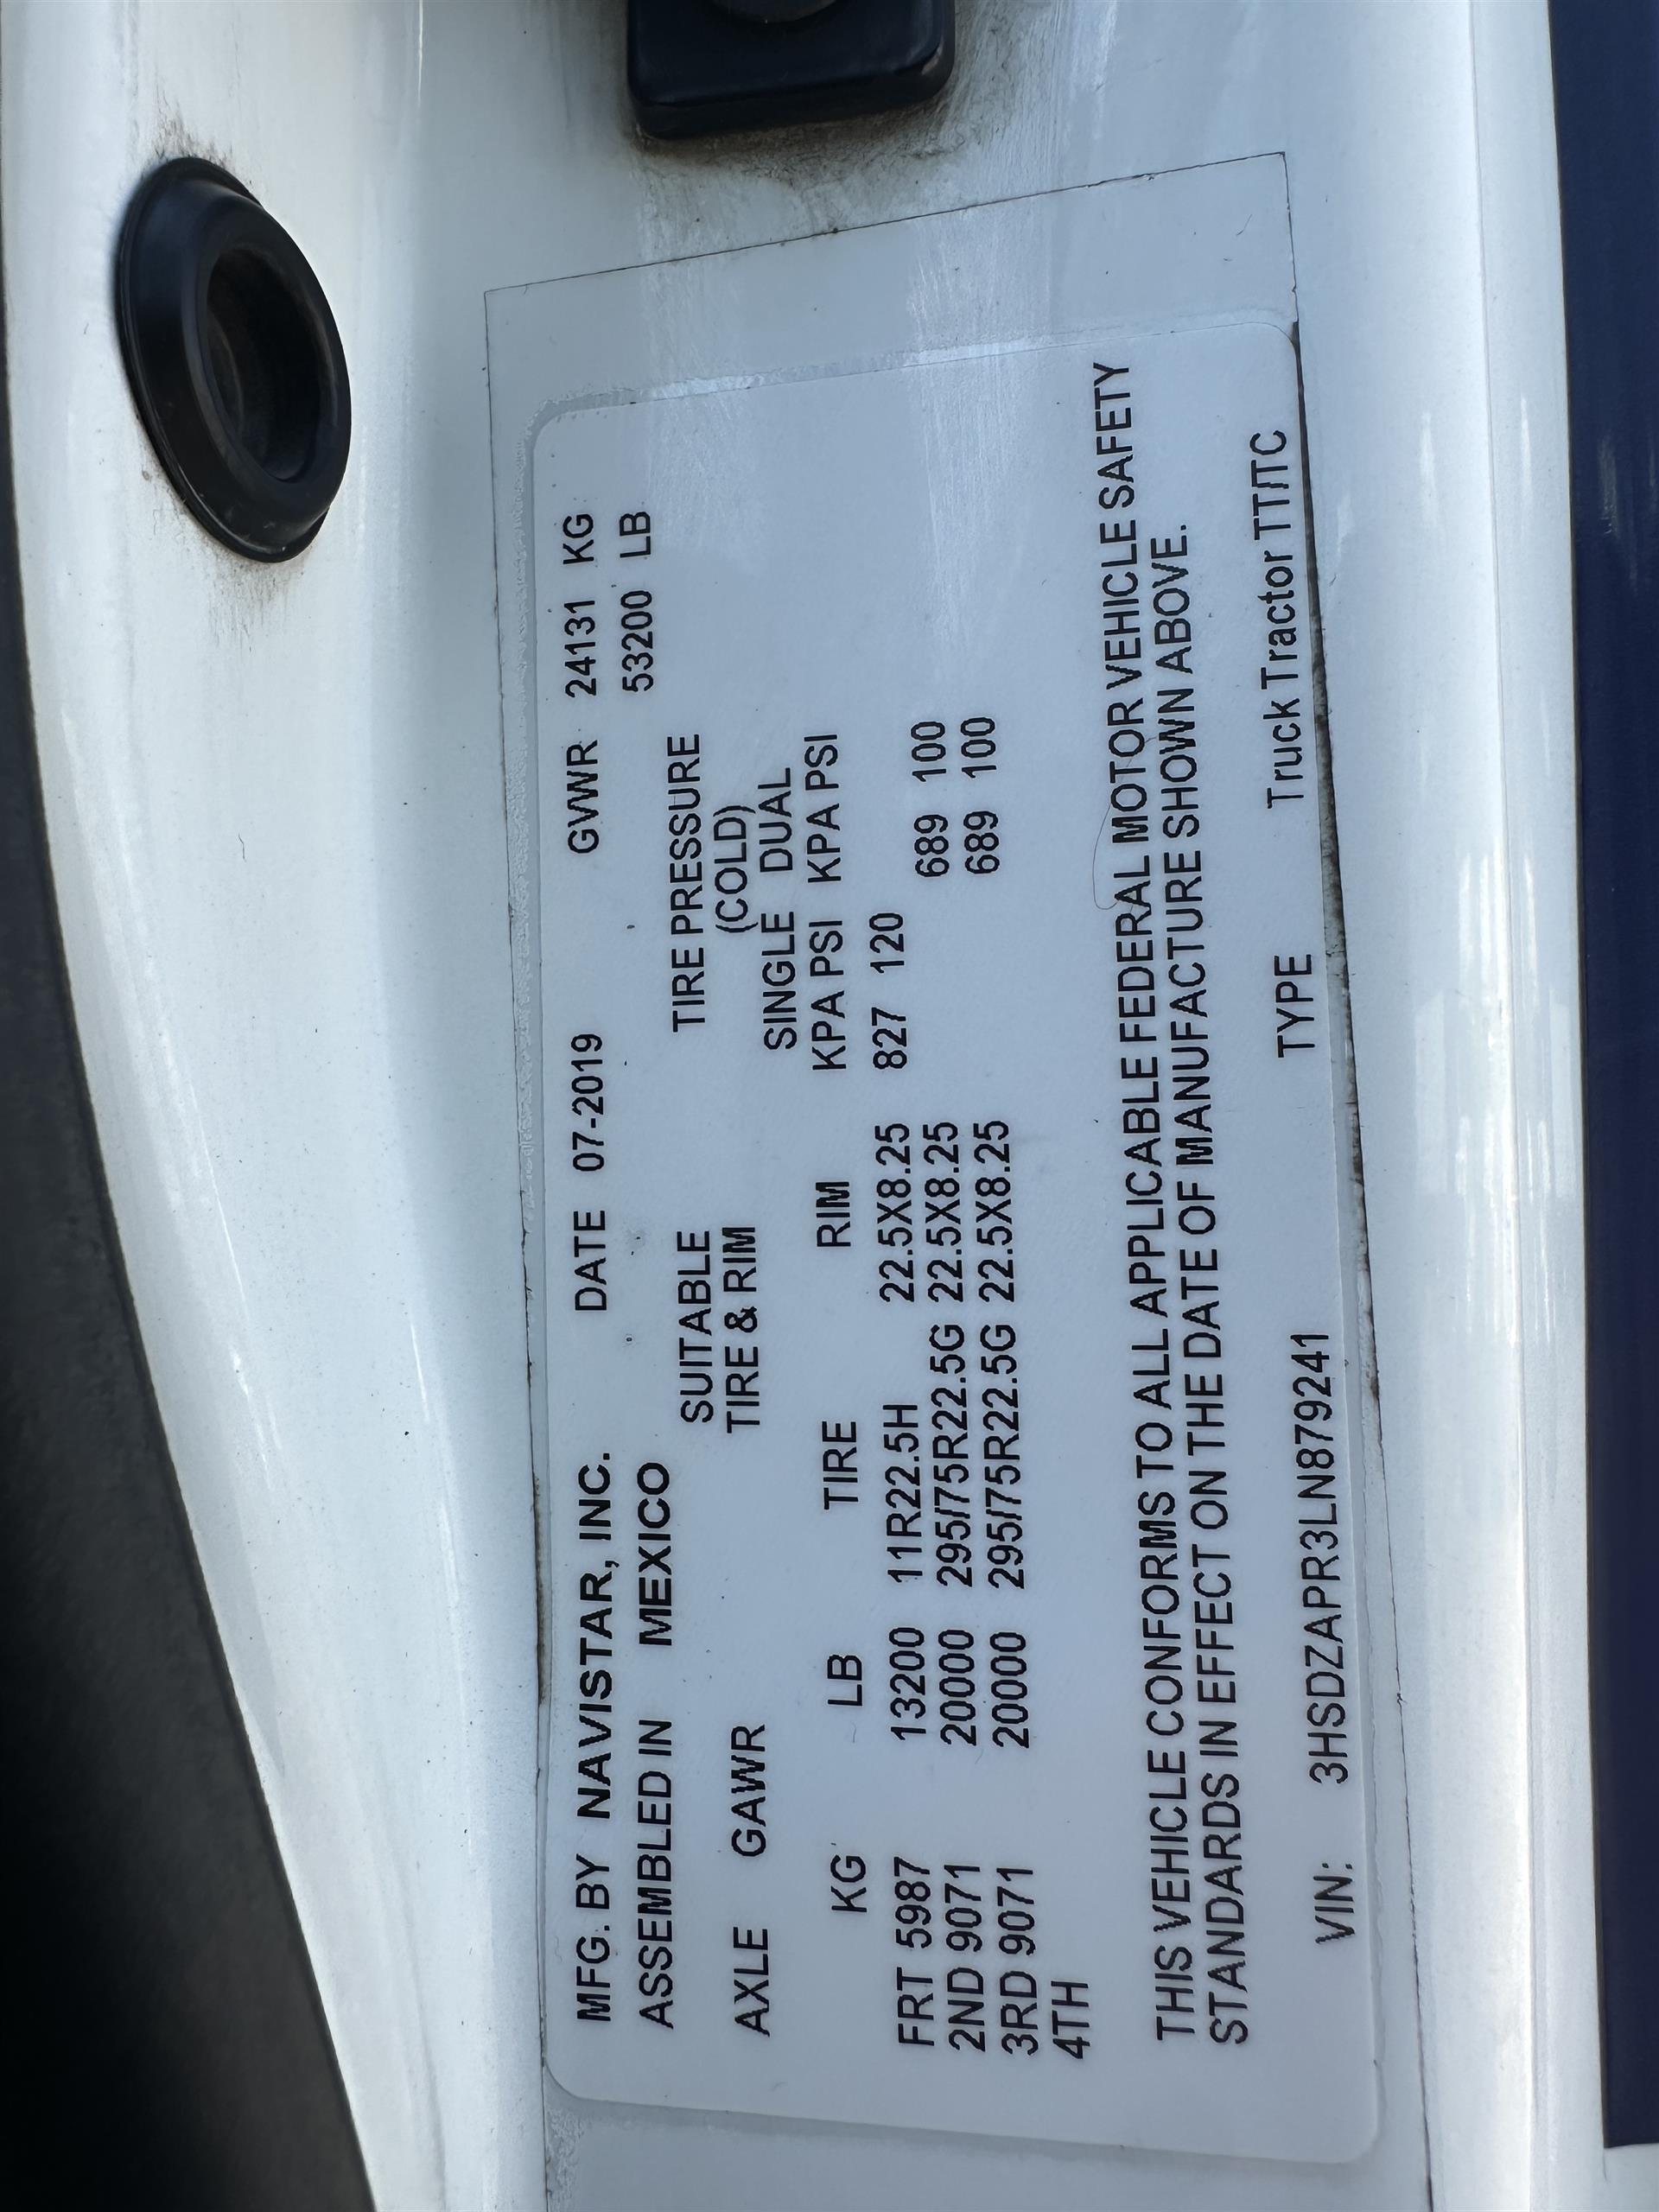 MFG. BY NAVISTAR, INC. DATE 07-2019 GVWR 24131 KG
ASSEMBLED IN MEXICO 53200 LB
SUITABLE TIRE PRESSURE
AXLE GAWR TIRE & RIM (COLD)
SINGLE DUAL
KG LB TIRE RIM KPA PSI KPA PSI
FRT 5987 13200 11R22.5H 22.5X8.25 827 120
2ND 9071 20000 295/75R22.5G 22.5X8.25 689 100
3RD 9071 20000 295/75R22.5G 22.5X8.25 689 100
4TH
THIS VEHICLE CONFORMS TO ALL APPLICABLE FEDERAL MOTOR VEHICLE SAFETY
STANDARDS IN EFFECT ON THE DATE OF MANUFACTURE SHOWN ABOVE.
VIN: 3HSDZAPR3LN879241 TYPE Truck Tractor TT/TC